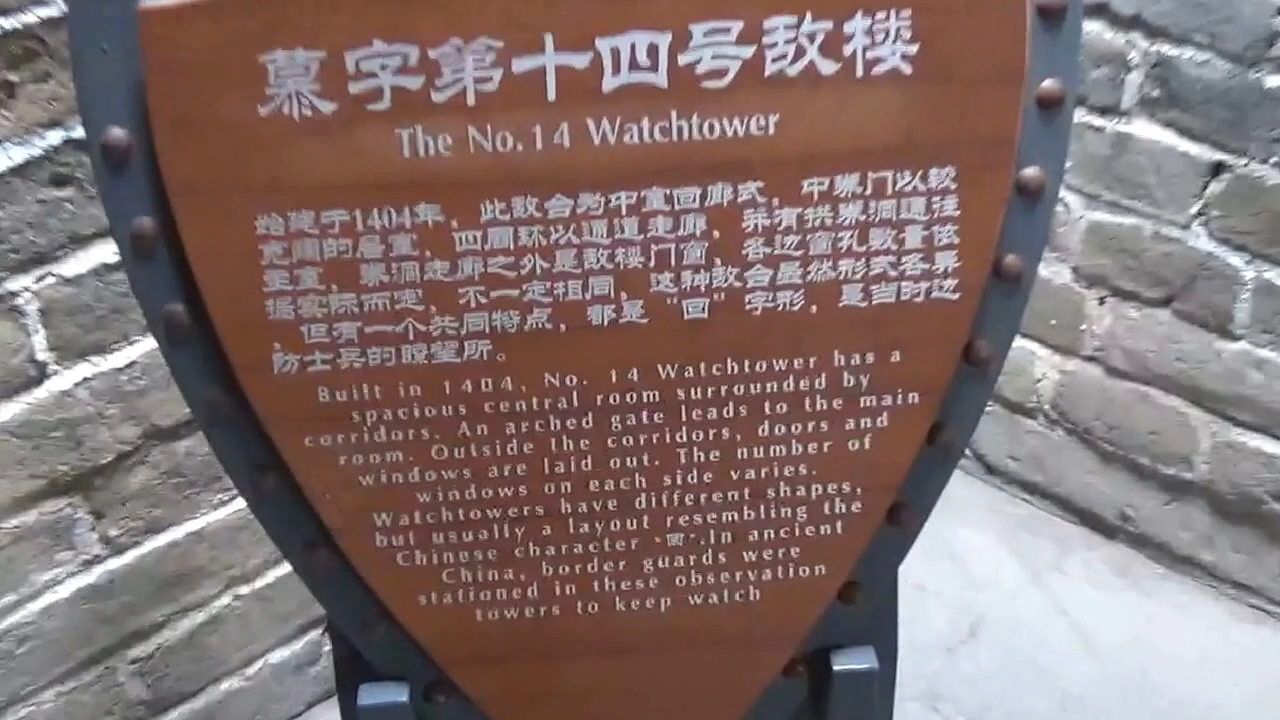 慕字第十四号敌楼
The No.14 Watchtower
始建于1404年，此敌台为中室回廊式，中券门以较
宽阔的居室，四周环以通道走廊，并有拱券洞通往
主室，券洞走廊之外是敌楼门窗，各边窗孔数量依
据实际而定，不一定相同，这种敌台虽然形式各异
，但有一个共同特点，都是“回”字形，是当时边
防士兵的瞭望所。
Built in 1404, No. 14 Watchtower has a
spacious central room surrounded by
corridors. An arched gate leads to the main
room. Outside the corridors, doors and
windows are laid out. The number of
windows on each side varies.
Watchtowers have different shapes,
but usually a layout resembling the
Chinese character "回".In ancient
China, border guards were
stationed in these observation
towers to keep watch